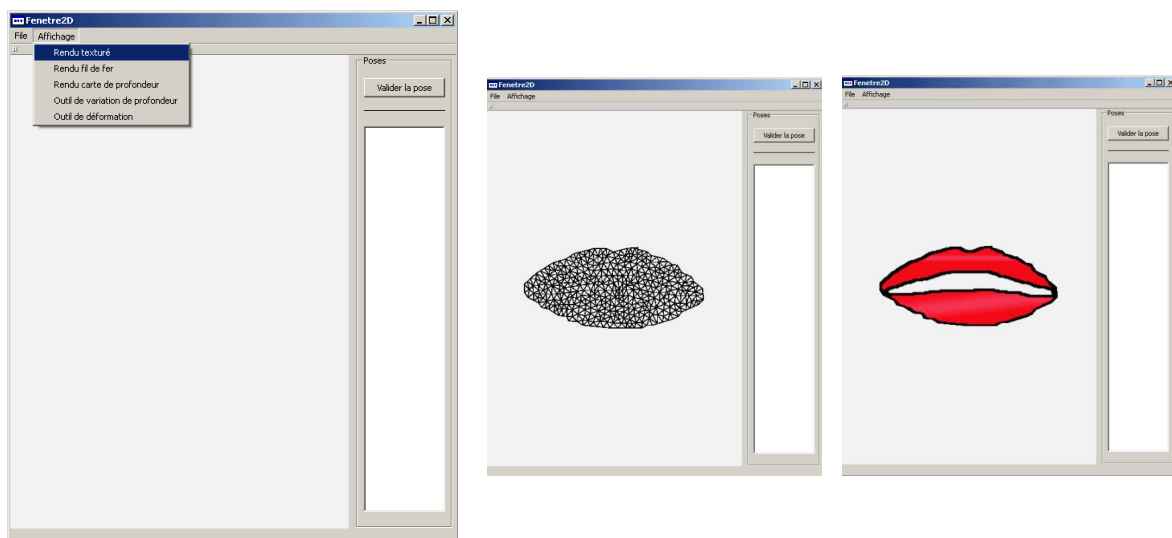 Fenetre2D
File Affichage
Rendu texturé
Rendu fil de fer
Rendu carte de profondeur
Outil de variation de profondeur
Outil de déformation
Poses
Valider la pose
Fenetre2D
File Affichage
Poses
Valider la pose
Fenetre2D
File Affichage
Poses
Valider la pose